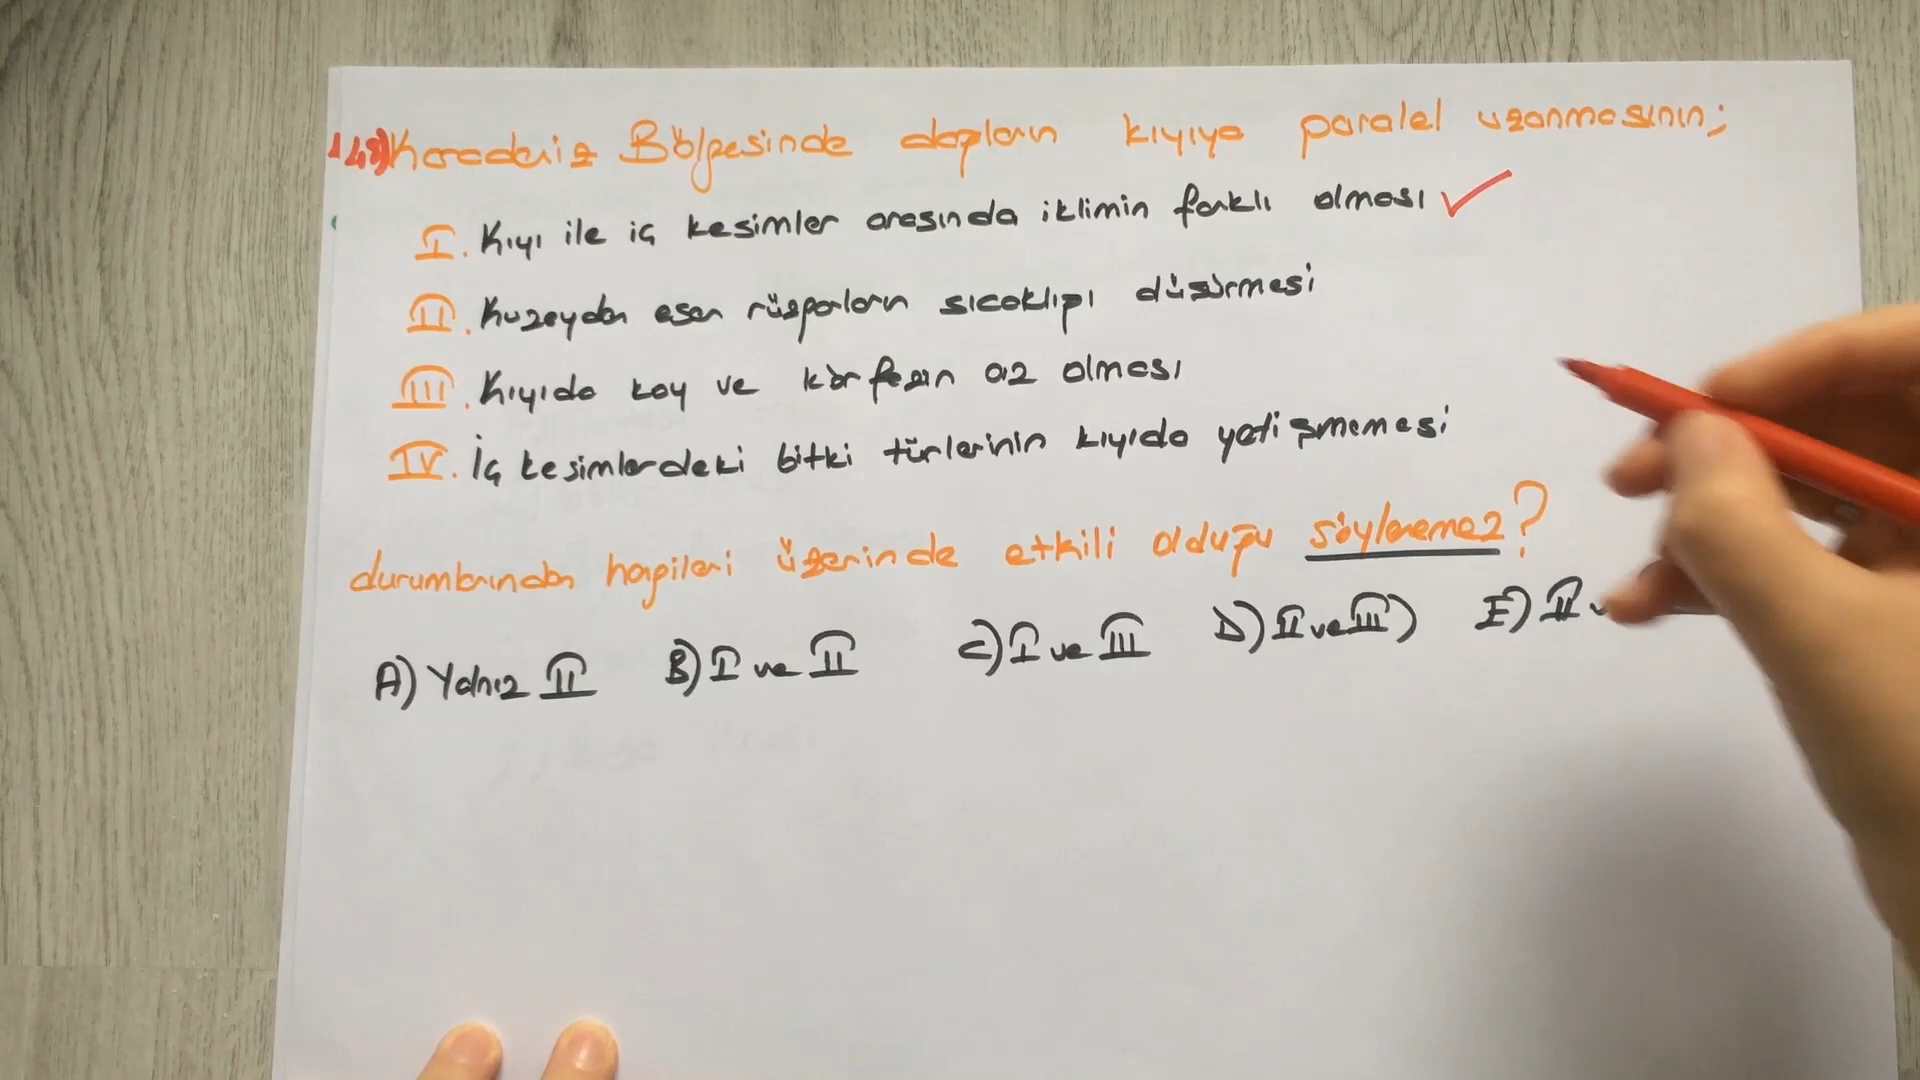 148) Karadeniz Bölgesinde dağların kıyıya paralel uzanmasının;
I. Kıyı ile iç kesimler arasında iklimin farklı olması ✓
II. Kuzeyden esen rüzgarların sıcaklığı düşürmesi
III. Kıyıda koy ve körfezin az olması
IV. İç kesimlerdeki bitki türlerinin kıyıda yetişmemesi
durumlarından hangileri üzerinde etkili olduğu söylenemez?
A) Yalnız II B) I ve II C) I ve III D) II ve III) E) II